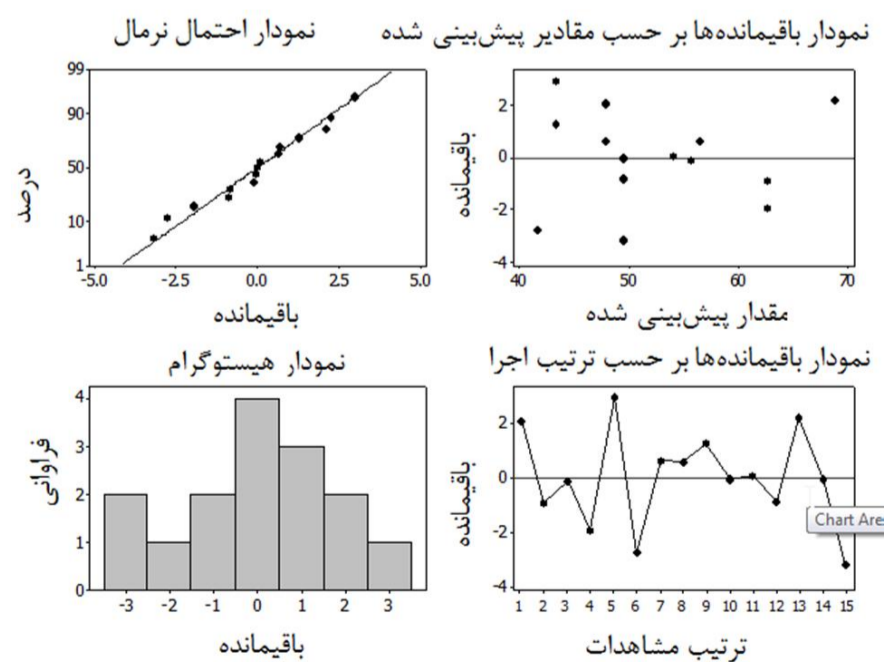 نمودار احتمال نرمال
99
90
50
10
1
درصد
-5.0 -2.5 0.0 2.5 5.0
باقیمانده
نمودار باقیمانده‌ها بر حسب مقادیر پیش‌بینی شده
2
0
-2
-4
باقیمانده
40 50 60 70
مقدار پیش‌بینی شده
نمودار هیستوگرام
4
3
2
1
0
فراوانی
-3 -2 -1 0 1 2 3
باقیمانده
نمودار باقیمانده‌ها بر حسب ترتیب اجرا
2
0
-2
-4
باقیمانده
1 2 3 4 5 6 7 8 9 10 11 12 13 14 15
Chart Are
ترتیب مشاهدات